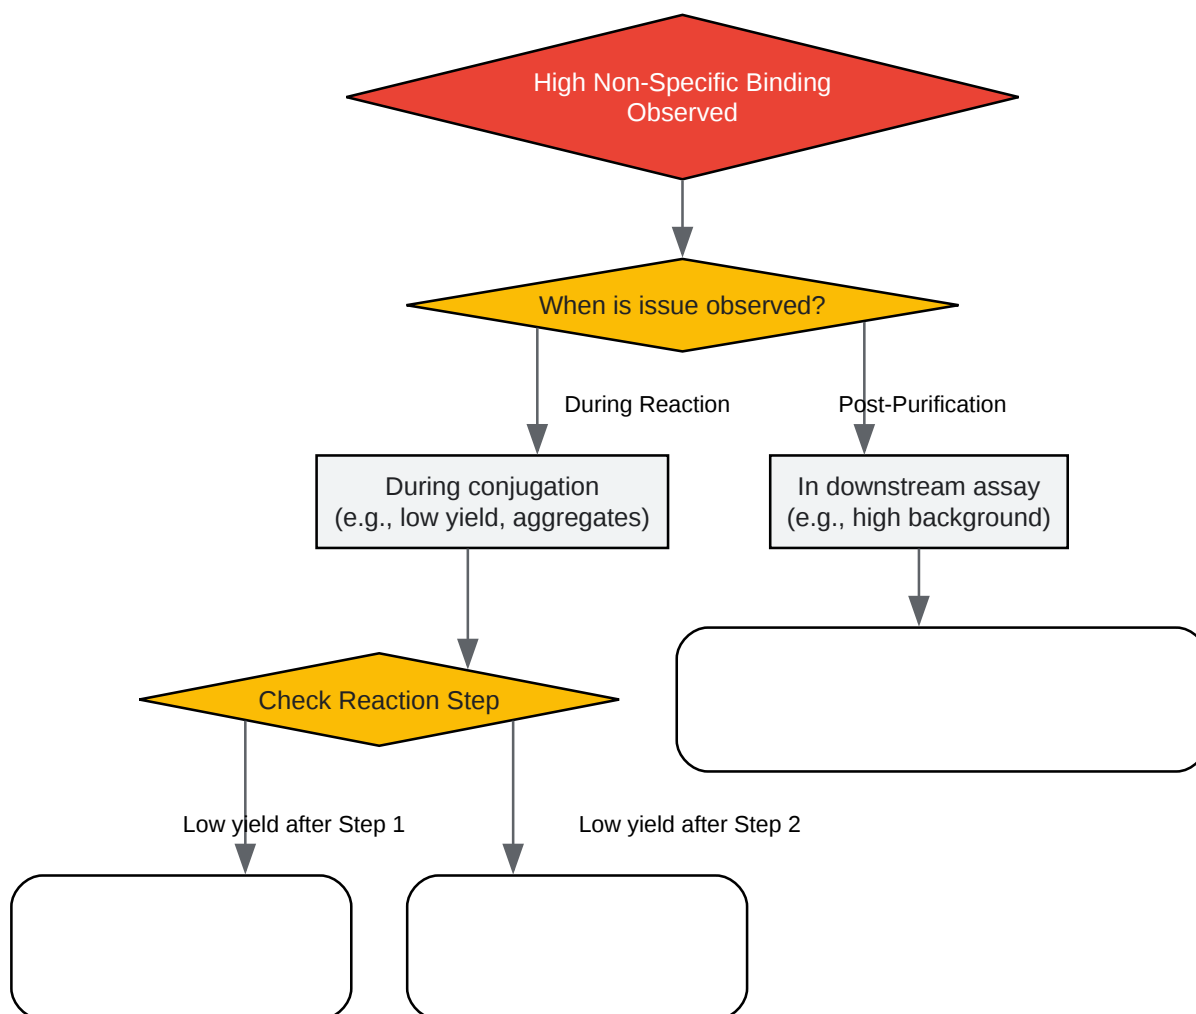 High Non-Specific Binding
Observed
When is issue observed?
During Reaction
Post-Purification
During conjugation
(e.g., low yield, aggregates)
In downstream assay
(e.g., high background)
Check Reaction Step
Low yield after Step 1
Low yield after Step 2